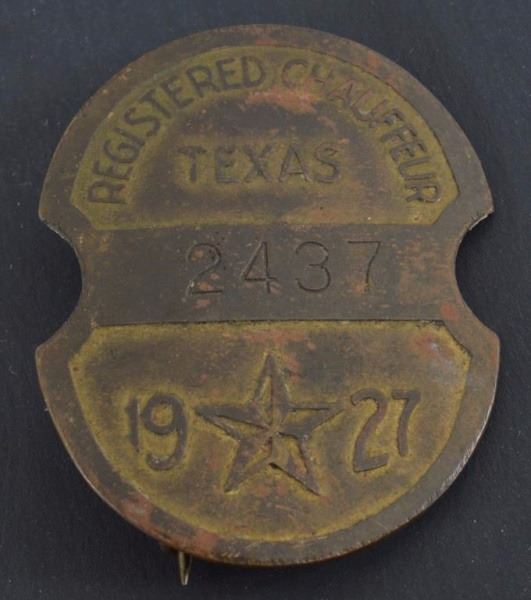 REGISTERED CHAUFFEUR
TEXAS
2437
19 27